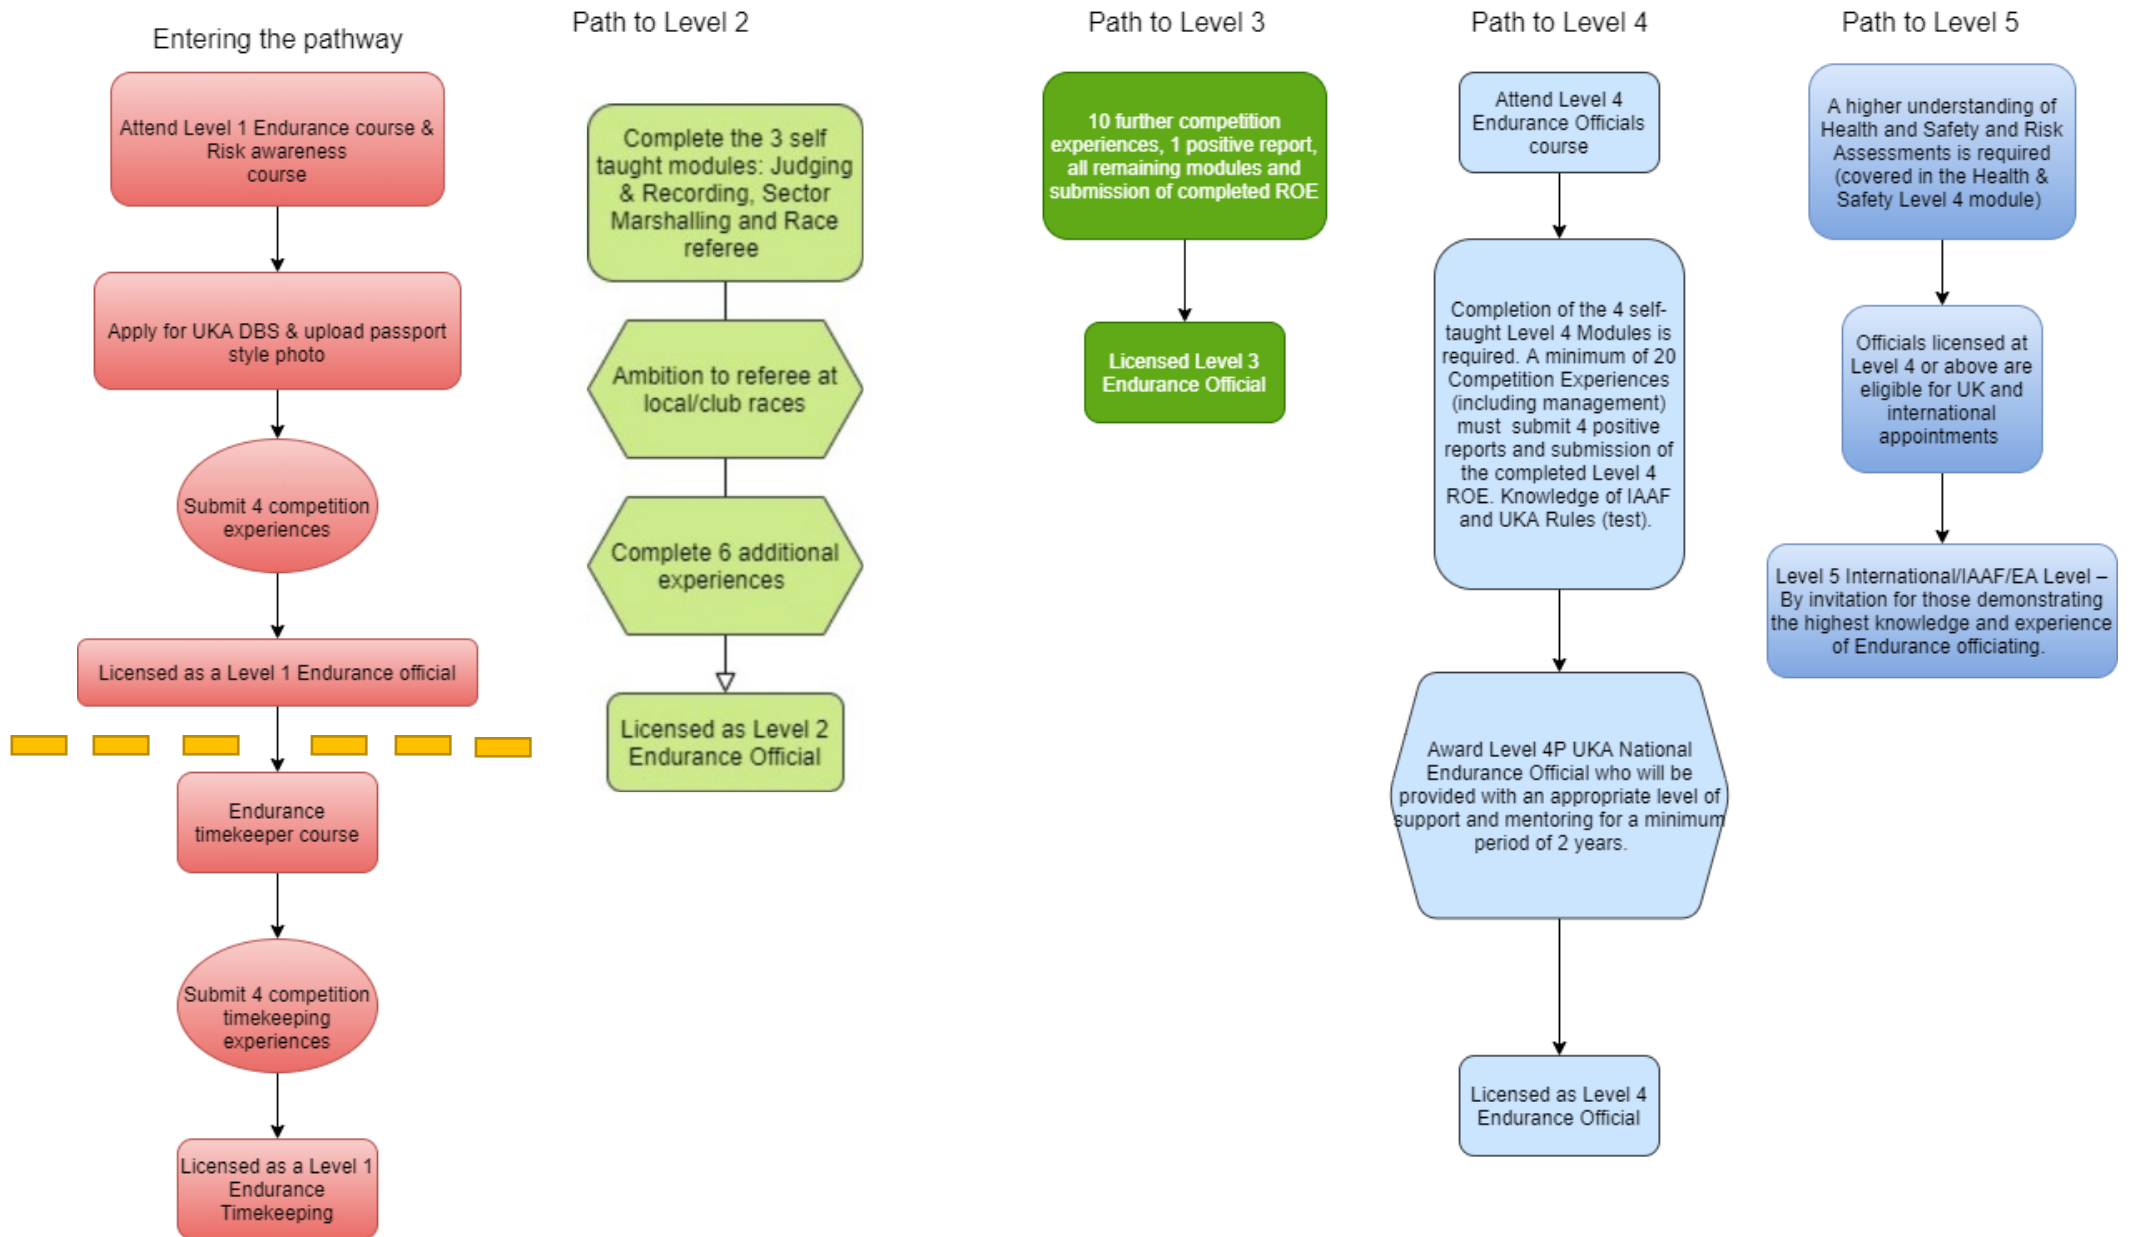 Entering the pathway
Attend Level 1 Endurance course &
Risk awareness
course
Apply for UKA DBS & upload passport
style photo
Submit 4 competition
experiences
Licensed as a Level 1 Endurance official
Endurance
timekeeper course
Submit 4 competition
timekeeping
experiences
Licensed as a Level 1
Endurance
Timekeeping
Path to Level 2
Complete the 3 self
taught modules: Judging
& Recording, Sector
Marshalling and Race
referee
Ambition to referee at
local/club races
Complete 6 additional
experiences
Licensed as Level 2
Endurance Official
Path to Level 3
10 further competition
experiences, 1 positive report,
all remaining modules and
submission of completed ROE
Licensed Level 3
Endurance Official
Path to Level 4
Attend Level 4
Endurance Officials
course
Completion of the 4 self-
taught Level 4 Modules is
required. A minimum of 20
Competition Experiences
(including management)
must submit 4 positive
reports and submission of
the completed Level 4
ROE. Knowledge of IAAF
and UKA Rules (test).
Award Level 4P UKA National
Endurance Official who will be
provided with an appropriate level of
support and mentoring for a minimum
period of 2 years.
Licensed as Level 4
Endurance Official
Path to Level 5
A higher understanding of
Health and Safety and Risk
Assessments is required
(covered in the Health &
Safety Level 4 module)
Officials licensed at
Level 4 or above are
eligible for UK and
international
appointments
Level 5 International/IAAF/EA Level –
By invitation for those demonstrating
the highest knowledge and experience
of Endurance officiating.